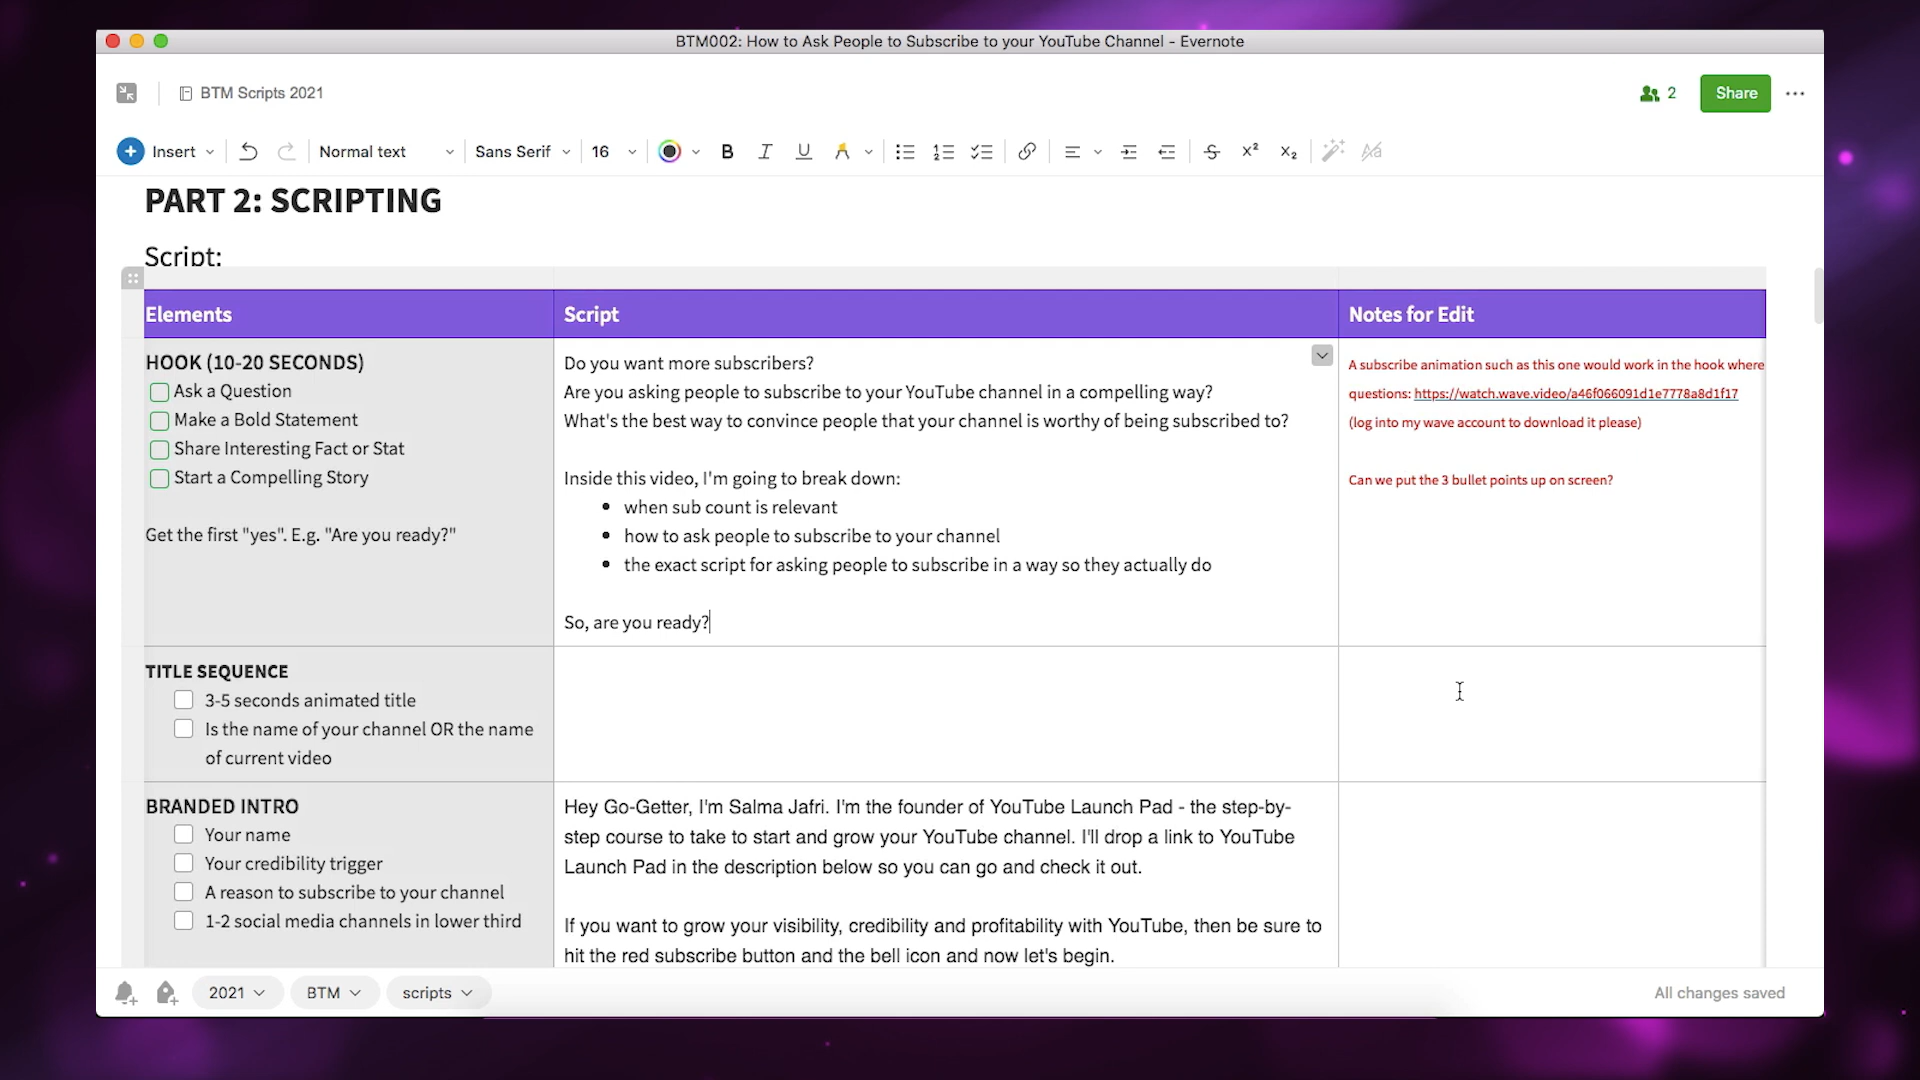 BTM002: How to Ask People to Subscribe to your YouTube Channel - Evernote
BTM Scripts 2021
2
Share
Insert
Normal text
Sans Serif
16
PART 2: SCRIPTING
Script:
Elements
Script
Notes for Edit
HOOK (10-20 SECONDS)
Ask a Question
Make a Bold Statement
Share Interesting Fact or Stat
Start a Compelling Story
Get the first "yes". E.g. "Are you ready?"
Do you want more subscribers?
Are you asking people to subscribe to your YouTube channel in a compelling way?
What's the best way to convince people that your channel is worthy of being subscribed to?
Inside this video, I'm going to break down:
• when sub count is relevant
• how to ask people to subscribe to your channel
• the exact script for asking people to subscribe in a way so they actually do
So, are you ready?
A subscribe animation such as this one would work in the hook where
questions: https://watch.wave.video/a46f066091d1e7778a8d1f17
(log into my wave account to download it please)
Can we put the 3 bullet points up on screen?
TITLE SEQUENCE
3-5 seconds animated title
Is the name of your channel OR the name
of current video
BRANDED INTRO
Your name
Your credibility trigger
A reason to subscribe to your channel
1-2 social media channels in lower third
Hey Go-Getter, I'm Salma Jafri. I'm the founder of YouTube Launch Pad - the step-by-
step course to take to start and grow your YouTube channel. I'll drop a link to YouTube
Launch Pad in the description below so you can go and check it out.
If you want to grow your visibility, credibility and profitability with YouTube, then be sure to
hit the red subscribe button and the bell icon and now let's begin.
2021
BTM
scripts
All changes saved